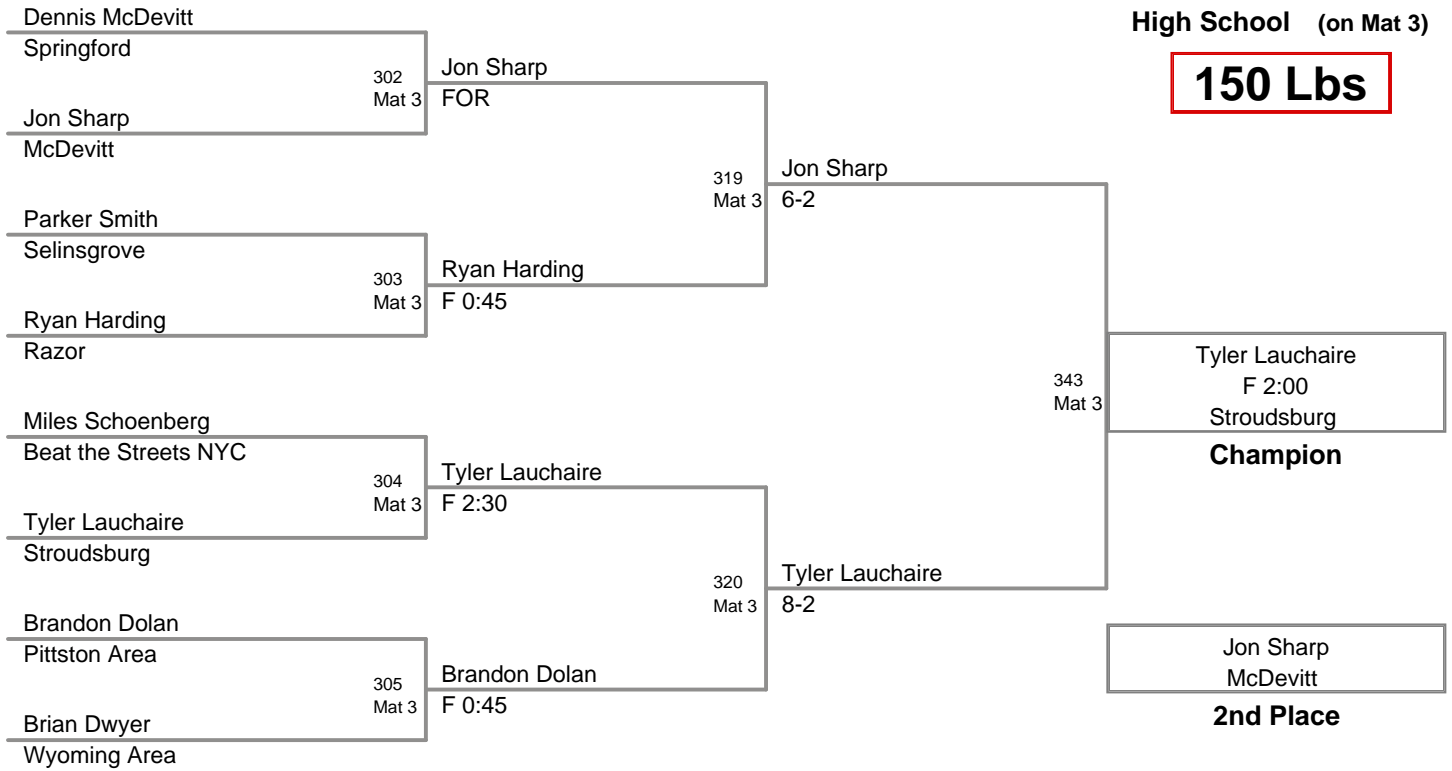 Dennis McDevitt
Springford
302
Mat 3
Jon Sharp
FOR
Jon Sharp
McDevitt
319
Mat 3
Jon Sharp
6-2
Parker Smith
Selinsgrove
303
Mat 3
Ryan Harding
F 0:45
Ryan Harding
Razor
High School (on Mat 3)
150 Lbs
343
Mat 3
Tyler Lauchaire
F 2:00
Stroudsburg
Champion
Miles Schoenberg
Beat the Streets NYC
304
Mat 3
Tyler Lauchaire
F 2:30
Tyler Lauchaire
Stroudsburg
320
Mat 3
Tyler Lauchaire
8-2
Brandon Dolan
Pittston Area
305
Mat 3
Brandon Dolan
F 0:45
Brian Dwyer
Wyoming Area
Jon Sharp
McDevitt
2nd Place